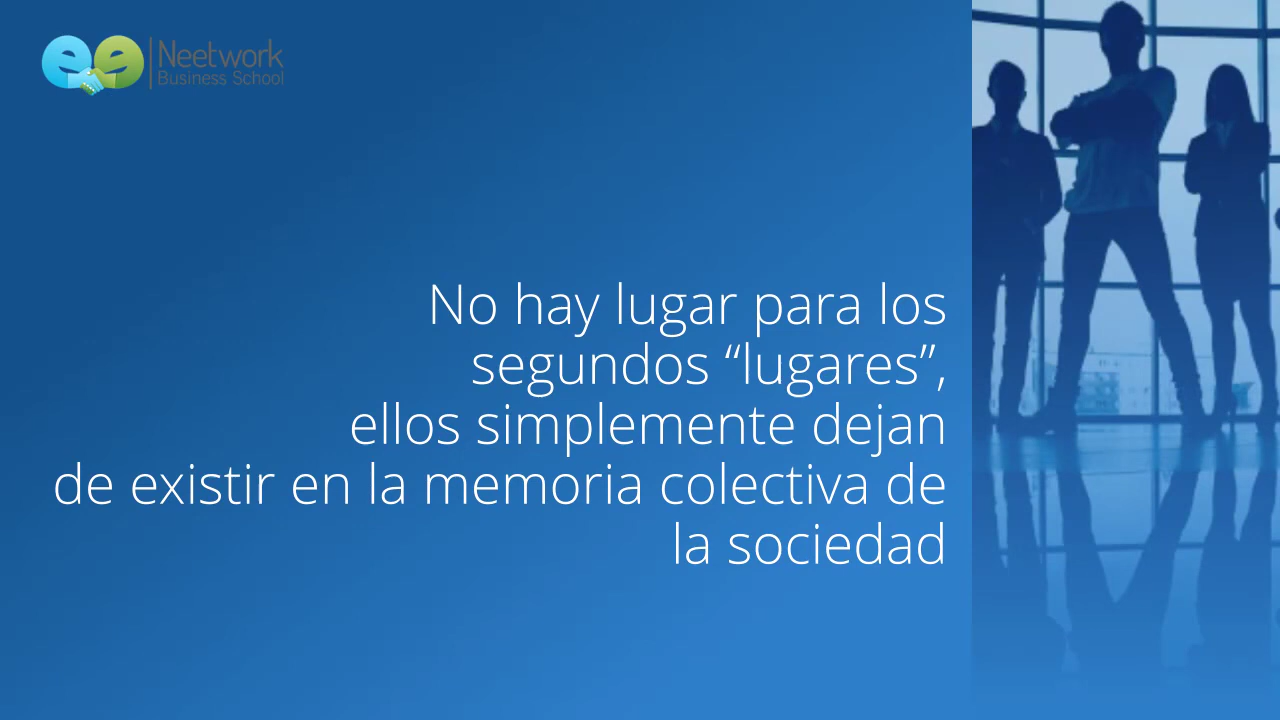 Neetwork
Business School
No hay lugar para los
segundos “lugares”,
ellos simplemente dejan
de existir en la memoria colectiva de
la sociedad